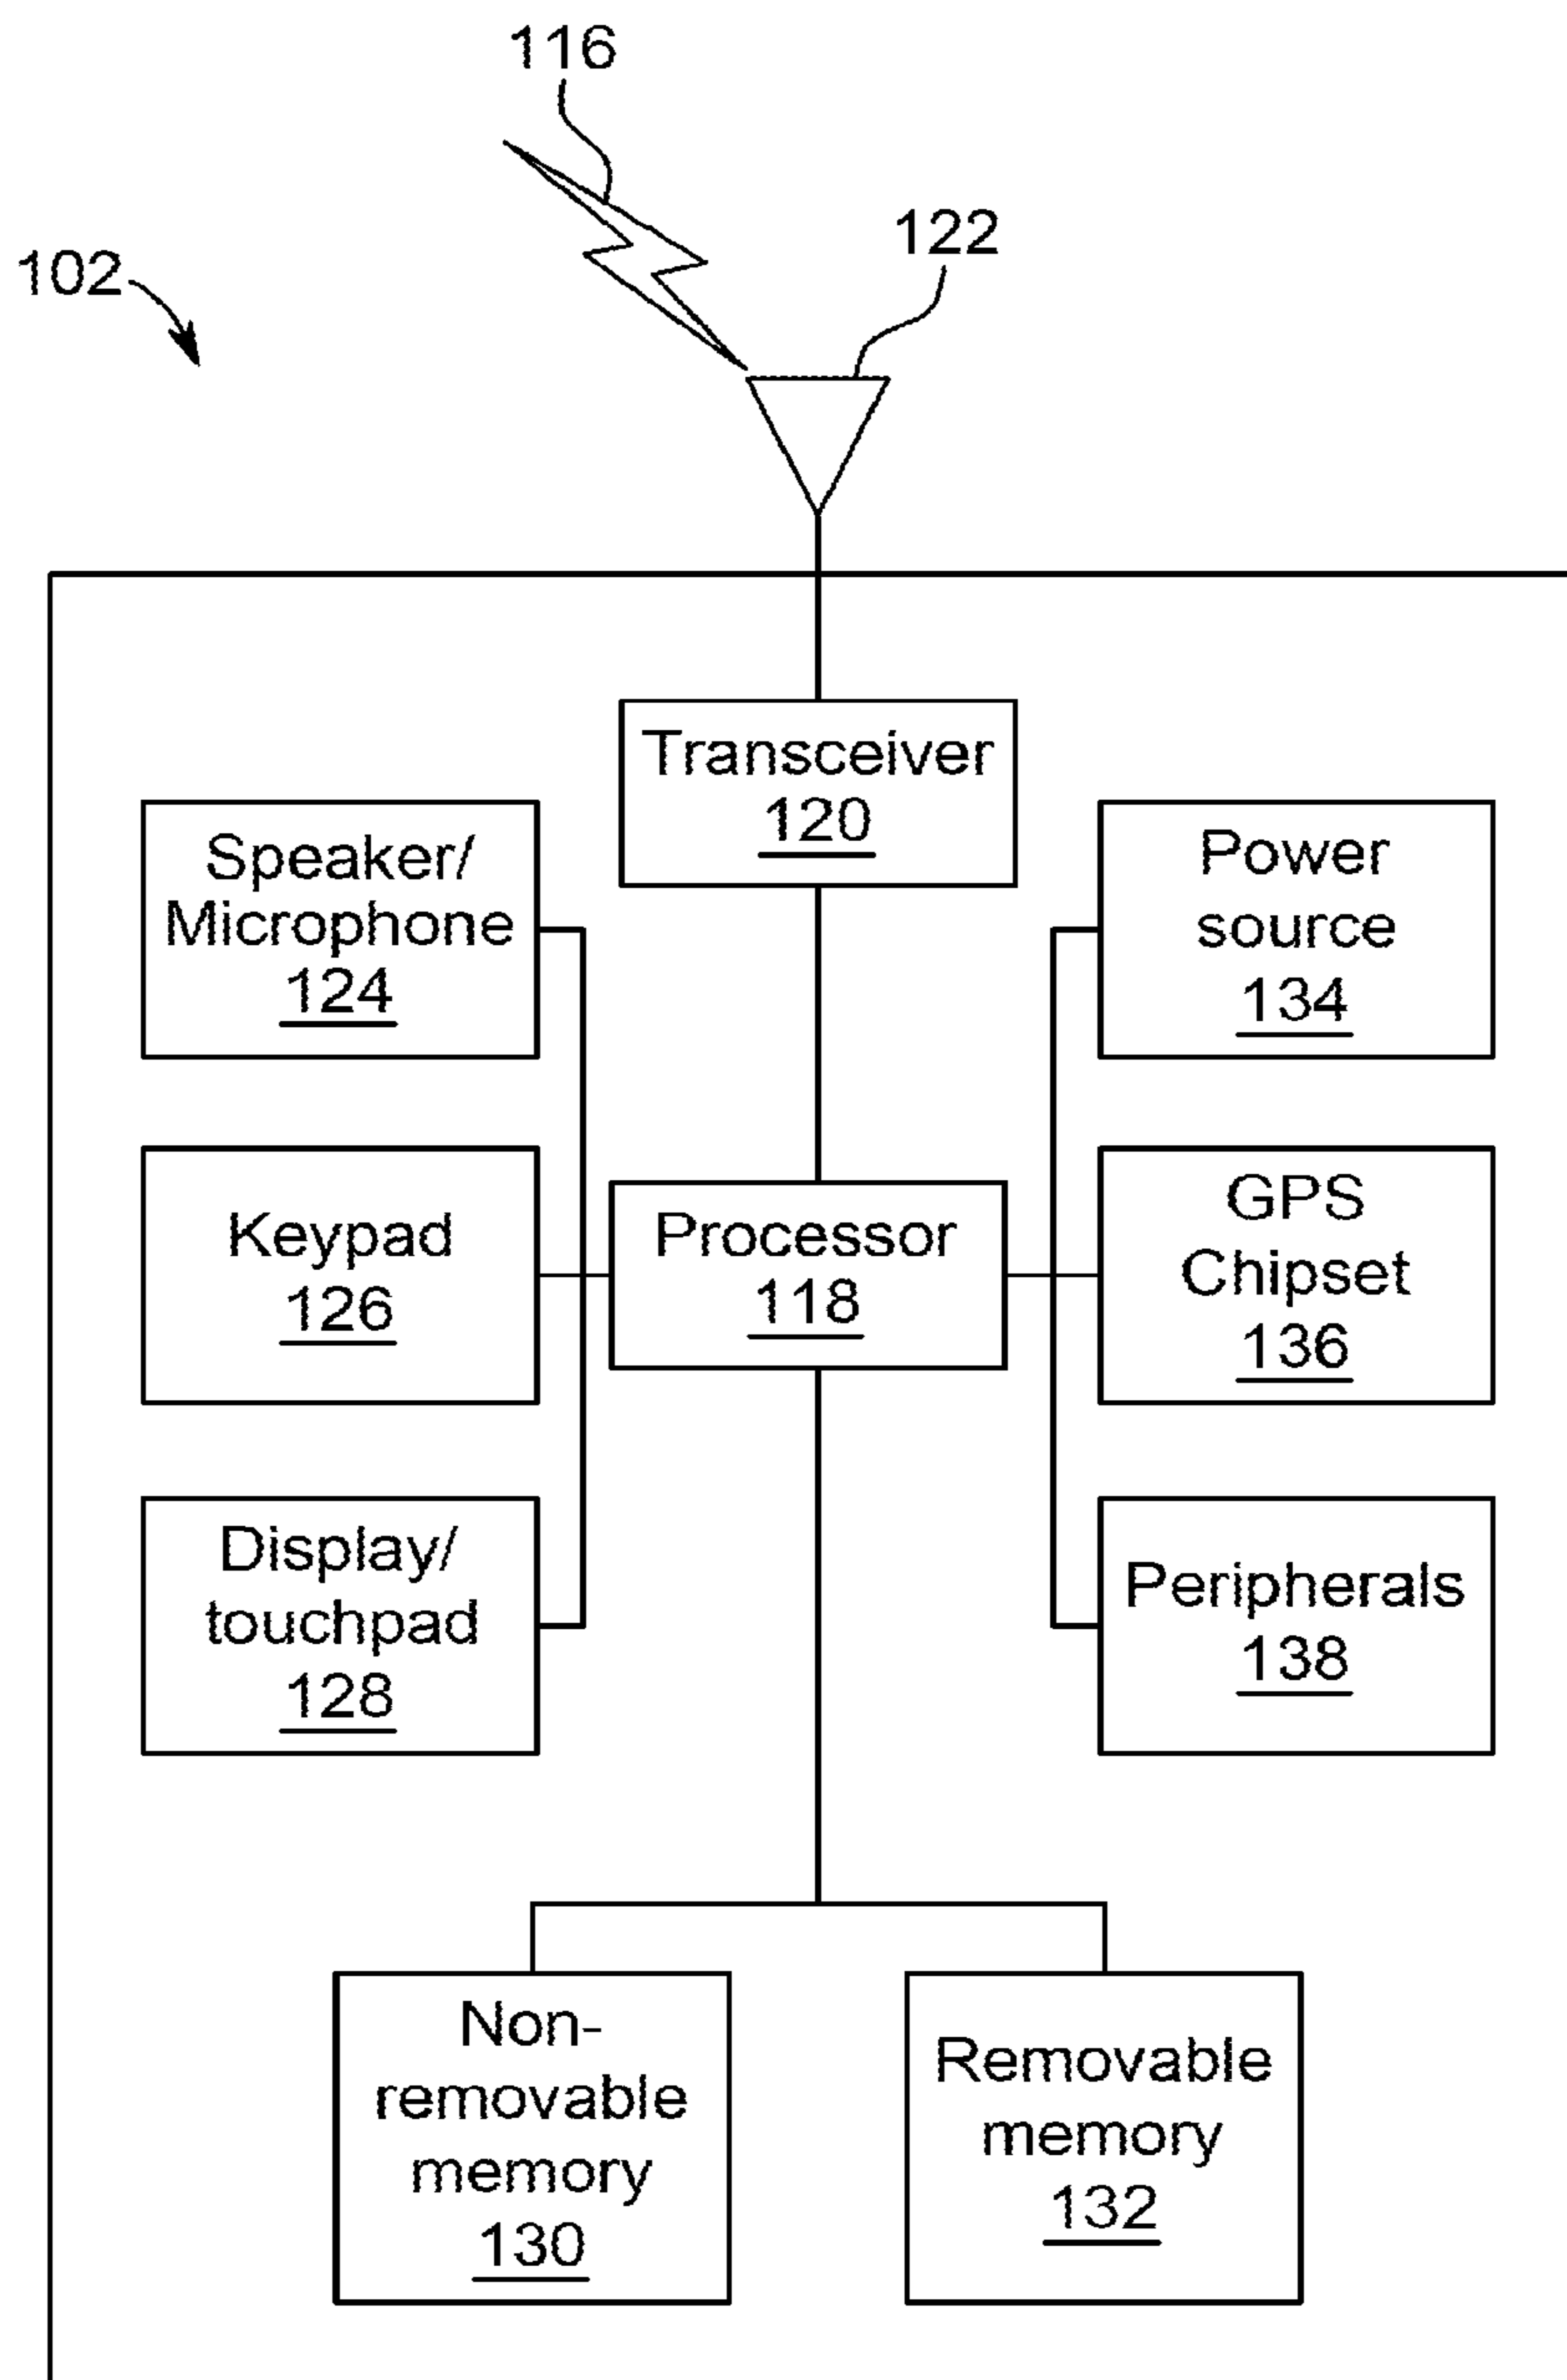 116
122
102
Transceiver
120
Speaker/
Microphone
124
Power
source
134
Keypad
126
Processor
118
GPS
Chipset
136
Display/
touchpad
128
Peripherals
138
Non-
removable
memory
130
Removable
memory
132